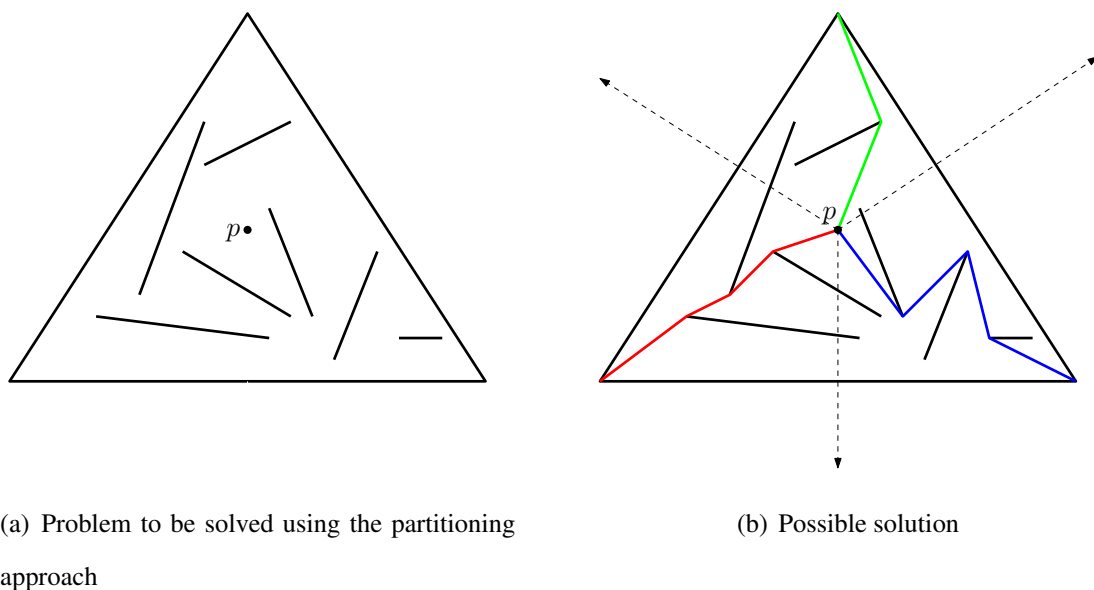 p
p
(a) Problem to be solved using the partitioning
approach
(b) Possible solution